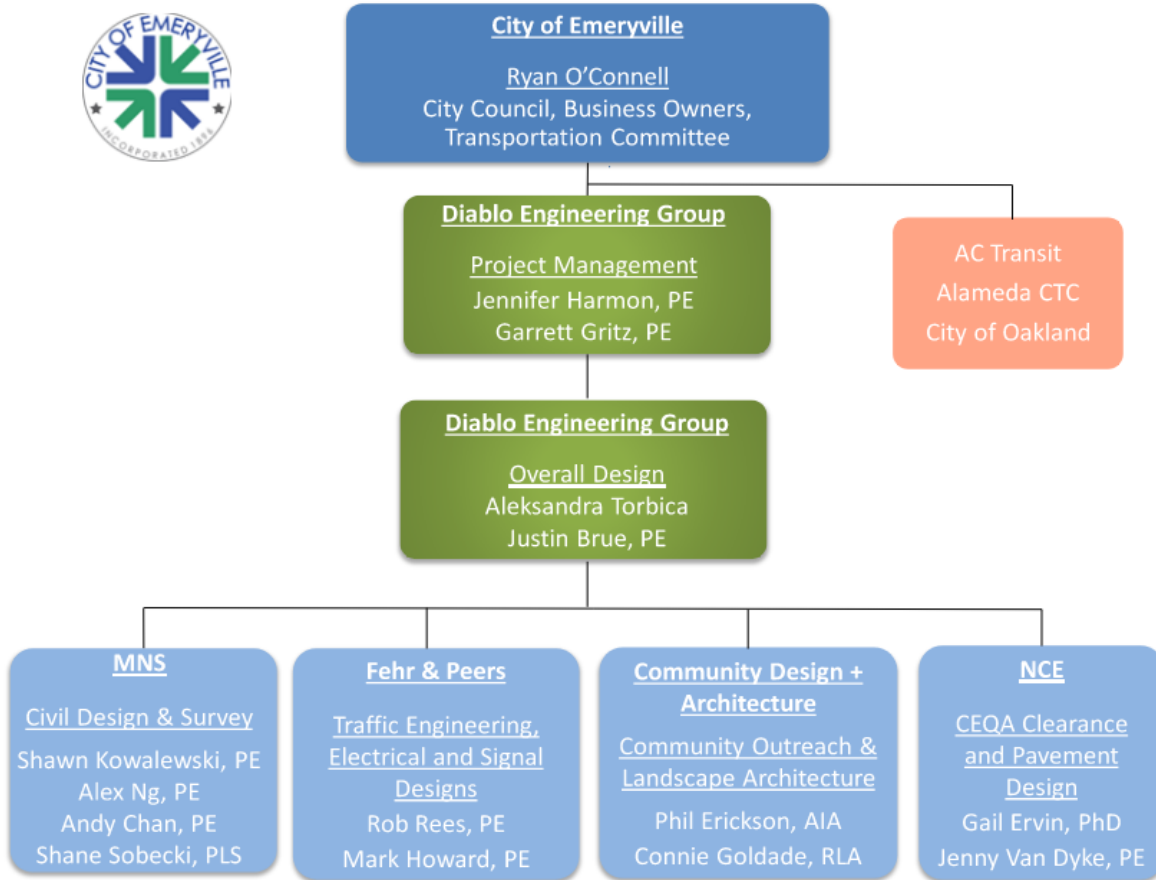 CITY OF EMERYVILLE
INCORPORATED 1896
City of Emeryville
Ryan O’Connell
City Council, Business Owners,
Transportation Committee
Diablo Engineering Group
Project Management
Jennifer Harmon, PE
Garrett Gritz, PE
AC Transit
Alameda CTC
City of Oakland
Diablo Engineering Group
Overall Design
Aleksandra Torbica
Justin Brue, PE
MNS
Civil Design & Survey
Shawn Kowalewski, PE
Alex Ng, PE
Andy Chan, PE
Shane Sobecki, PLS
Fehr & Peers
Traffic Engineering,
Electrical and Signal
Designs
Rob Rees, PE
Mark Howard, PE
Community Design +
Architecture
Community Outreach &
Landscape Architecture
Phil Erickson, AIA
Connie Goldade, RLA
NCE
CEQA Clearance
and Pavement
Design
Gail Ervin, PhD
Jenny Van Dyke, PE